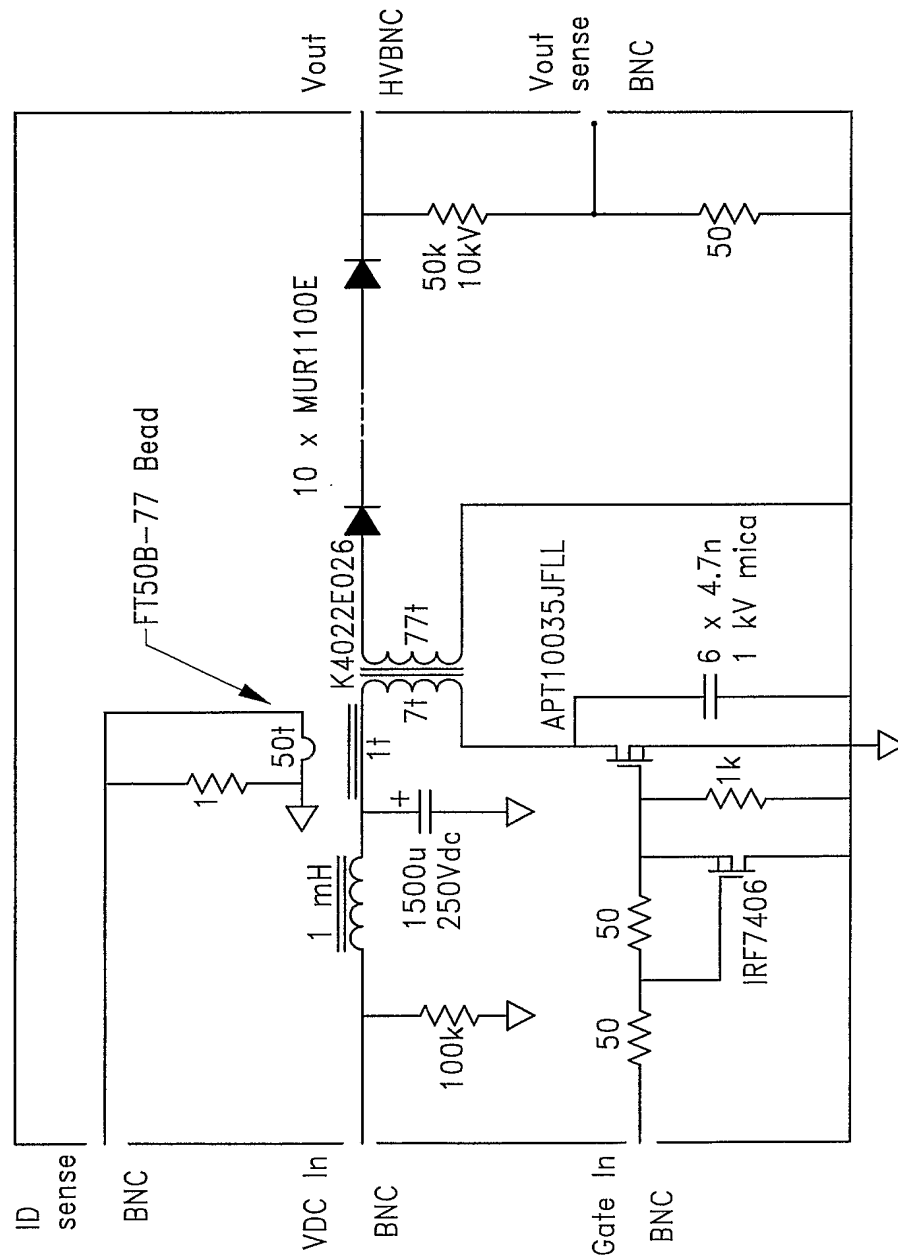 ID
sense
BNC
VDC In
BNC
Gate In
BNC
FT50B-77 Bead
50t
1
1 mH
1t
K4022E026
7t
77t
10 x MUR1100E
100k
1500u
250Vdc
+
50
50
IRF7406
1k
APT10035JFLL
6 x 4.7n
1 kV mica
50k
10kV
50
Vout
HVBNC
Vout
sense
BNC